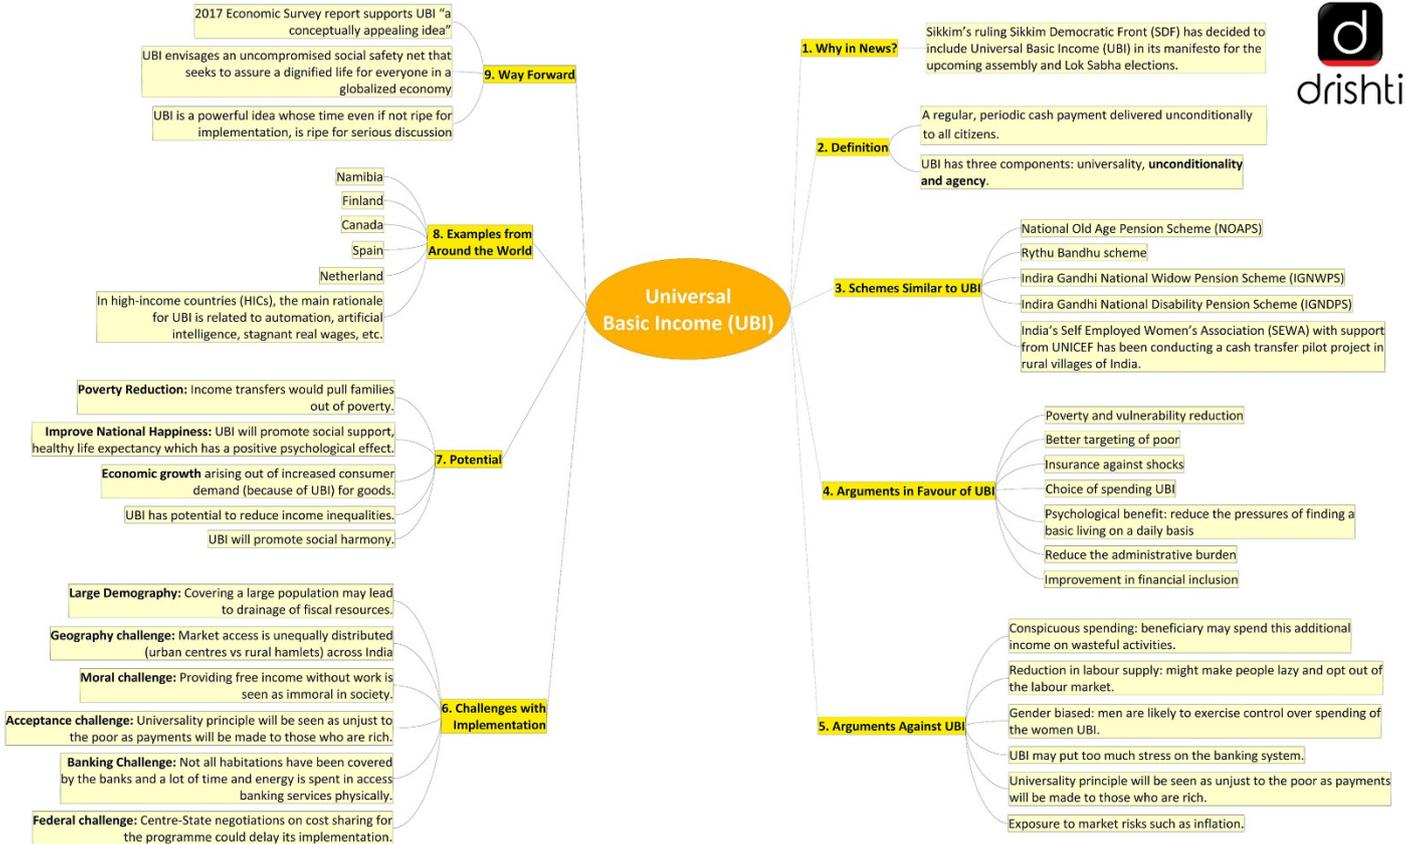 drishti
Universal
Basic Income (UBI)
1. Why in News?
Sikkim's ruling Sikkim Democratic Front (SDF) has decided to
include Universal Basic Income (UBI) in its manifesto for the
upcoming assembly and Lok Sabha elections.
2. Definition
A regular, periodic cash payment delivered unconditionally
to all citizens.
UBI has three components: universality, unconditionality
and agency.
3. Schemes Similar to UBI
National Old Age Pension Scheme (NOAPS)
Rythu Bandhu scheme
Indira Gandhi National Widow Pension Scheme (IGNWPS)
Indira Gandhi National Disability Pension Scheme (IGNDPS)
India's Self Employed Women's Association (SEWA) with support
from UNICEF has been conducting a cash transfer pilot project in
rural villages of India.
4. Arguments in Favour of UBI
Poverty and vulnerability reduction
Better targeting of poor
Insurance against shocks
Choice of spending UBI
Psychological benefit: reduce the pressures of finding a
basic living on a daily basis
Reduce the administrative burden
Improvement in financial inclusion
5. Arguments Against UBI
Conspicuous spending: beneficiary may spend this additional
income on wasteful activities.
Reduction in labour supply: might make people lazy and opt out of
the labour market.
Gender biased: men are likely to exercise control over spending of
the women UBI.
UBI may put too much stress on the banking system.
Universality principle will be seen as unjust to the poor as payments
will be made to those who are rich.
Exposure to market risks such as inflation.
6. Challenges with
Implementation
Large Demography: Covering a large population may lead
to drainage of fiscal resources.
Geography challenge: Market access is unequally distributed
(urban centres vs rural hamlets) across India
Moral challenge: Providing free income without work is
seen as immoral in society.
Acceptance challenge: Universality principle will be seen as unjust to
the poor as payments will be made to those who are rich.
Banking Challenge: Not all habitations have been covered
by the banks and a lot of time and energy is spent in access
banking services physically.
Federal challenge: Centre-State negotiations on cost sharing for
the programme could delay its implementation.
7. Potential
Poverty Reduction: Income transfers would pull families
out of poverty.
Improve National Happiness: UBI will promote social support,
healthy life expectancy which has a positive psychological effect.
Economic growth arising out of increased consumer
demand (because of UBI) for goods.
UBI has potential to reduce income inequalities.
UBI will promote social harmony.
8. Examples from
Around the World
Namibia
Finland
Canada
Spain
Netherland
In high-income countries (HICs), the main rationale
for UBI is related to automation, artificial
intelligence, stagnant real wages, etc.
9. Way Forward
2017 Economic Survey report supports UBI “a
conceptually appealing idea”
UBI envisages an uncompromised social safety net that
seeks to assure a dignified life for everyone in a
globalized economy
UBI is a powerful idea whose time even if not ripe for
implementation, is ripe for serious discussion